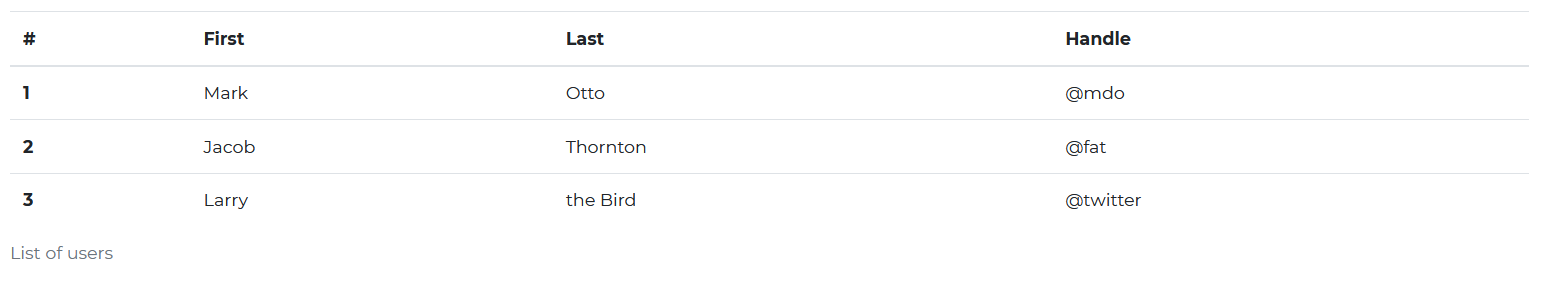 # First Last Handle
1 Mark Otto @mdo
2 Jacob Thornton @fat
3 Larry the Bird @twitter
List of users